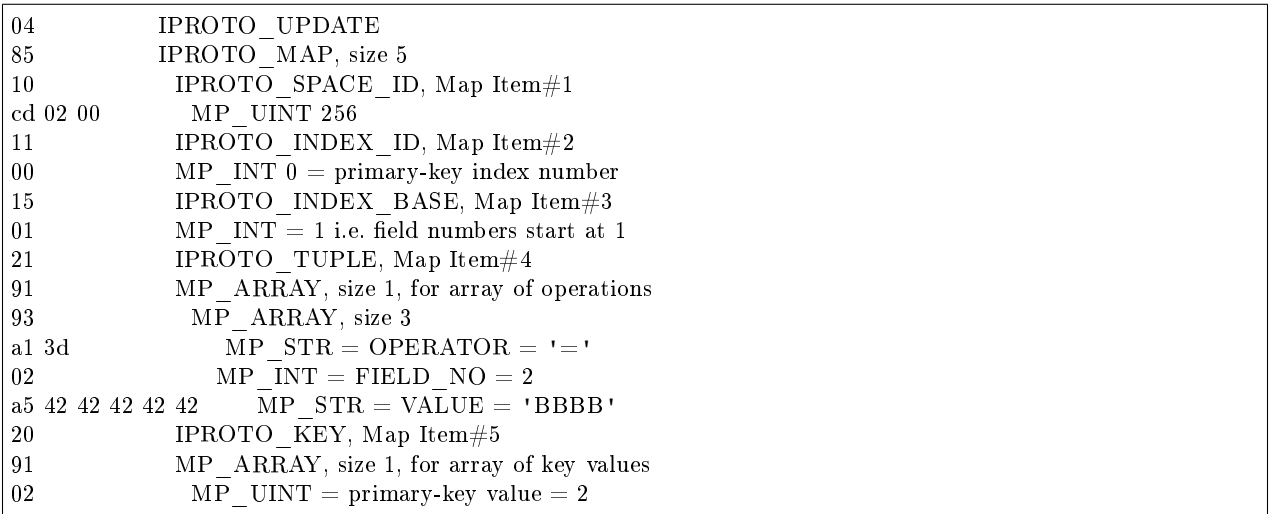 04 IPROTO_UPDATE
85 IPROTO_MAP, size 5
10 IPROTO_SPACE_ID, Map Item#1
cd 02 00 MP_UINT 256
11 IPROTO_INDEX_ID, Map Item#2
00 MP_INT 0 = primary-key index number
15 IPROTO_INDEX_BASE, Map Item#3
01 MP_INT = 1 i.e. field numbers start at 1
21 IPROTO_TUPLE, Map Item#4
91 MP_ARRAY, size 1, for array of operations
93 MP_ARRAY, size 3
a1 3d MP_STR = OPERATOR = '='
02 MP_INT = FIELD_NO = 2
a5 42 42 42 42 42 MP_STR = VALUE = 'BBBB'
20 IPROTO_KEY, Map Item#5
91 MP_ARRAY, size 1, for array of key values
02 MP_UINT = primary-key value = 2